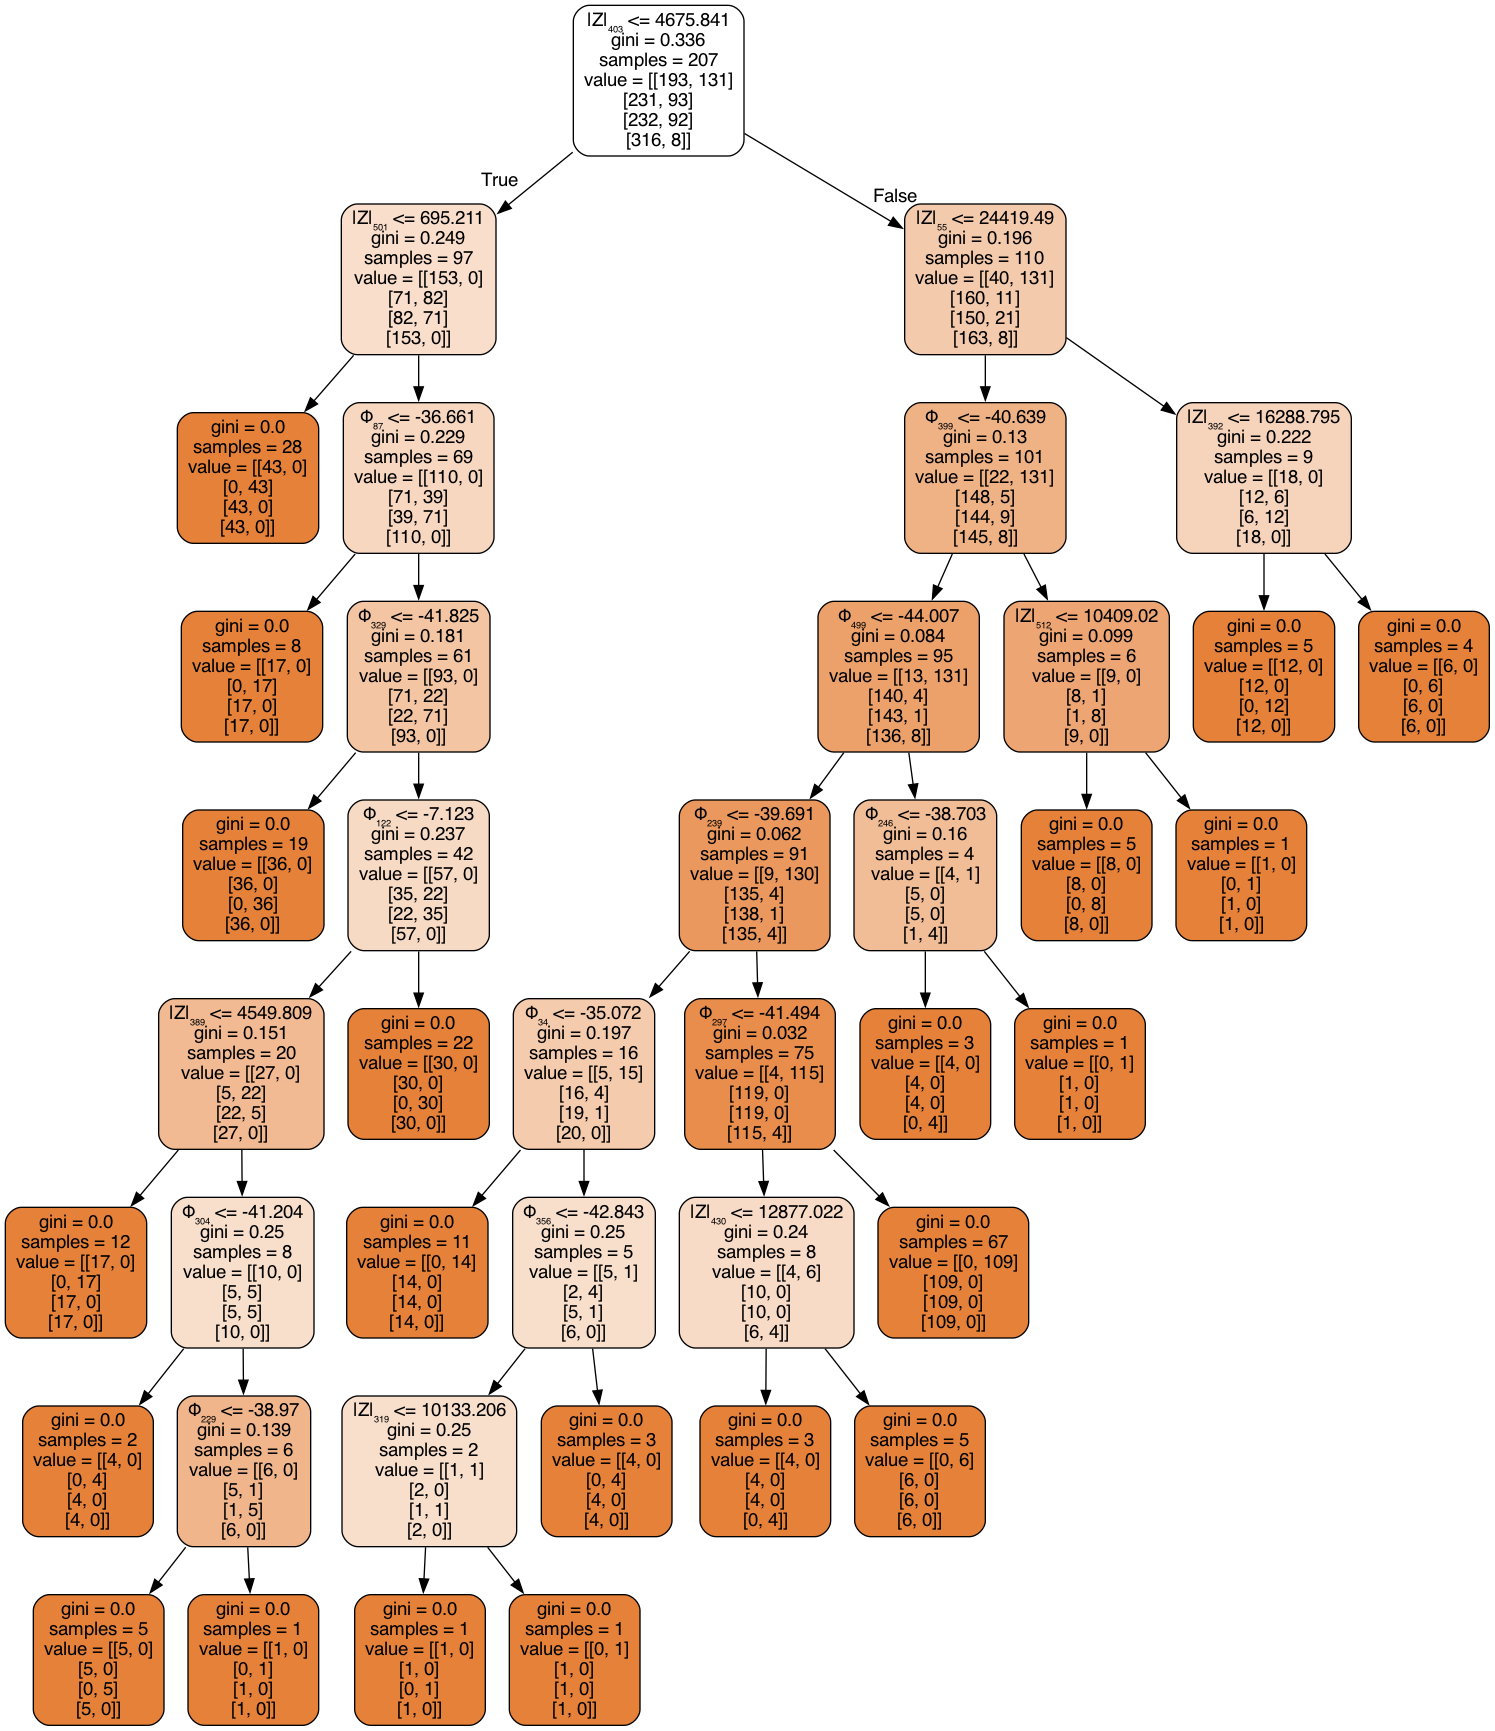 |Z|403 <= 4675.841
gini = 0.336
samples = 207
value = [[193, 131]
[231, 93]
[232, 92]
[316, 8]]
True
False
|Z|501 <= 695.211
gini = 0.249
samples = 97
value = [[153, 0]
[71, 82]
[82, 71]
[153, 0]]
|Z|55 <= 24419.49
gini = 0.196
samples = 110
value = [[40, 131]
[160, 11]
[150, 21]
[163, 8]]
gini = 0.0
samples = 28
value = [[43, 0]
[0, 43]
[43, 0]
[43, 0]]
Φ87 <= -36.661
gini = 0.229
samples = 69
value = [[110, 0]
[71, 39]
[39, 71]
[110, 0]]
Φ399 <= -40.639
gini = 0.13
samples = 101
value = [[22, 131]
[148, 5]
[144, 9]
[145, 8]]
|Z|392 <= 16288.795
gini = 0.222
samples = 9
value = [[18, 0]
[12, 6]
[6, 12]
[18, 0]]
gini = 0.0
samples = 8
value = [[17, 0]
[0, 17]
[17, 0]
[17, 0]]
Φ329 <= -41.825
gini = 0.181
samples = 61
value = [[93, 0]
[71, 22]
[22, 71]
[93, 0]]
Φ499 <= -44.007
gini = 0.084
samples = 95
value = [[13, 131]
[140, 4]
[143, 1]
[136, 8]]
|Z|512 <= 10409.02
gini = 0.099
samples = 6
value = [[9, 0]
[8, 1]
[1, 8]
[9, 0]]
gini = 0.0
samples = 5
value = [[12, 0]
[12, 0]
[0, 12]
[12, 0]]
gini = 0.0
samples = 4
value = [[6, 0]
[0, 6]
[6, 0]
[6, 0]]
gini = 0.0
samples = 19
value = [[36, 0]
[36, 0]
[0, 36]
[36, 0]]
Φ122 <= -7.123
gini = 0.237
samples = 42
value = [[57, 0]
[35, 22]
[22, 35]
[57, 0]]
Φ239 <= -39.691
gini = 0.062
samples = 91
value = [[9, 130]
[135, 4]
[138, 1]
[135, 4]]
Φ246 <= -38.703
gini = 0.16
samples = 4
value = [[4, 1]
[5, 0]
[5, 0]
[1, 4]]
gini = 0.0
samples = 5
value = [[8, 0]
[8, 0]
[0, 8]
[8, 0]]
gini = 0.0
samples = 1
value = [[1, 0]
[0, 1]
[1, 0]
[1, 0]]
|Z|389 <= 4549.809
gini = 0.151
samples = 20
value = [[27, 0]
[5, 22]
[22, 5]
[27, 0]]
gini = 0.0
samples = 22
value = [[30, 0]
[30, 0]
[0, 30]
[30, 0]]
Φ34 <= -35.072
gini = 0.197
samples = 16
value = [[5, 15]
[16, 4]
[19, 1]
[20, 0]]
Φ297 <= -41.494
gini = 0.032
samples = 75
value = [[4, 115]
[119, 0]
[119, 0]
[115, 4]]
gini = 0.0
samples = 3
value = [[4, 0]
[4, 0]
[4, 0]
[0, 4]]
gini = 0.0
samples = 1
value = [[0, 1]
[1, 0]
[1, 0]
[1, 0]]
gini = 0.0
samples = 12
value = [[17, 0]
[0, 17]
[17, 0]
[17, 0]]
Φ304 <= -41.204
gini = 0.25
samples = 8
value = [[10, 0]
[5, 5]
[5, 5]
[10, 0]]
gini = 0.0
samples = 11
value = [[0, 14]
[14, 0]
[14, 0]
[14, 0]]
Φ356 <= -42.843
gini = 0.25
samples = 5
value = [[5, 1]
[2, 4]
[5, 1]
[6, 0]]
|Z|430 <= 12877.022
gini = 0.24
samples = 8
value = [[4, 6]
[10, 0]
[10, 0]
[6, 4]]
gini = 0.0
samples = 67
value = [[0, 109]
[109, 0]
[109, 0]
[109, 0]]
gini = 0.0
samples = 2
value = [[4, 0]
[0, 4]
[4, 0]
[4, 0]]
Φ229 <= -38.97
gini = 0.139
samples = 6
value = [[6, 0]
[5, 1]
[1, 5]
[6, 0]]
|Z|319 <= 10133.206
gini = 0.25
samples = 2
value = [[1, 1]
[2, 0]
[1, 1]
[2, 0]]
gini = 0.0
samples = 3
value = [[4, 0]
[0, 4]
[4, 0]
[4, 0]]
gini = 0.0
samples = 3
value = [[4, 0]
[4, 0]
[4, 0]
[0, 4]]
gini = 0.0
samples = 5
value = [[0, 6]
[6, 0]
[6, 0]
[6, 0]]
gini = 0.0
samples = 5
value = [[5, 0]
[5, 0]
[0, 5]
[5, 0]]
gini = 0.0
samples = 1
value = [[1, 0]
[0, 1]
[1, 0]
[1, 0]]
gini = 0.0
samples = 1
value = [[1, 0]
[1, 0]
[0, 1]
[1, 0]]
gini = 0.0
samples = 1
value = [[0, 1]
[1, 0]
[1, 0]
[1, 0]]